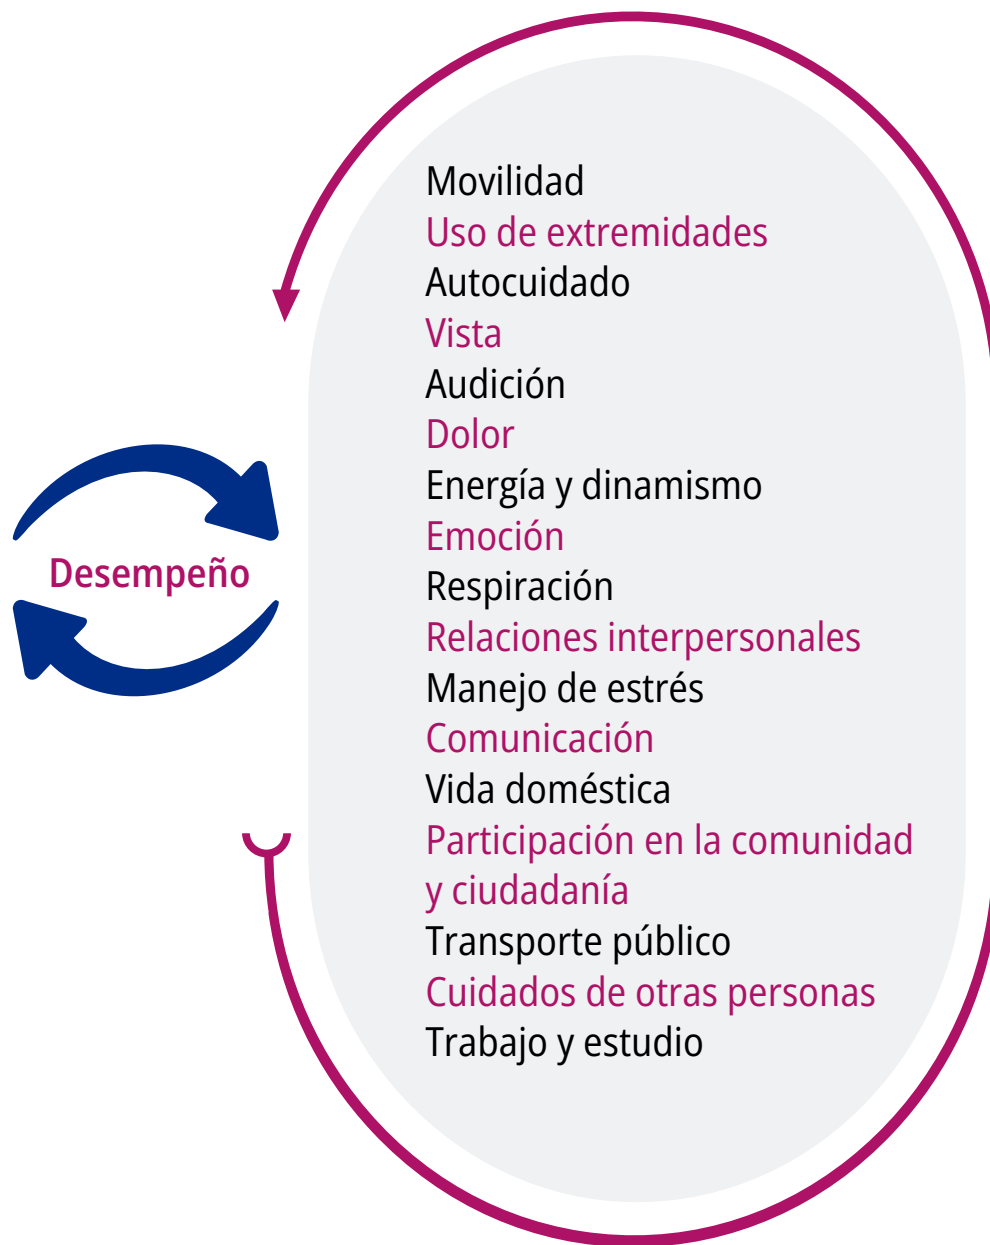 Movilidad
Uso de extremidades
Autocuidado
Vista
Audición
Dolor
Energía y dinamismo
Emoción
Desempeño
Respiración
Relaciones interpersonales
Manejo de estrés
Comunicación
Vida doméstica
Participación en la comunidad
y ciudadanía
Transporte público
Cuidados de otras personas
Trabajo y estudio